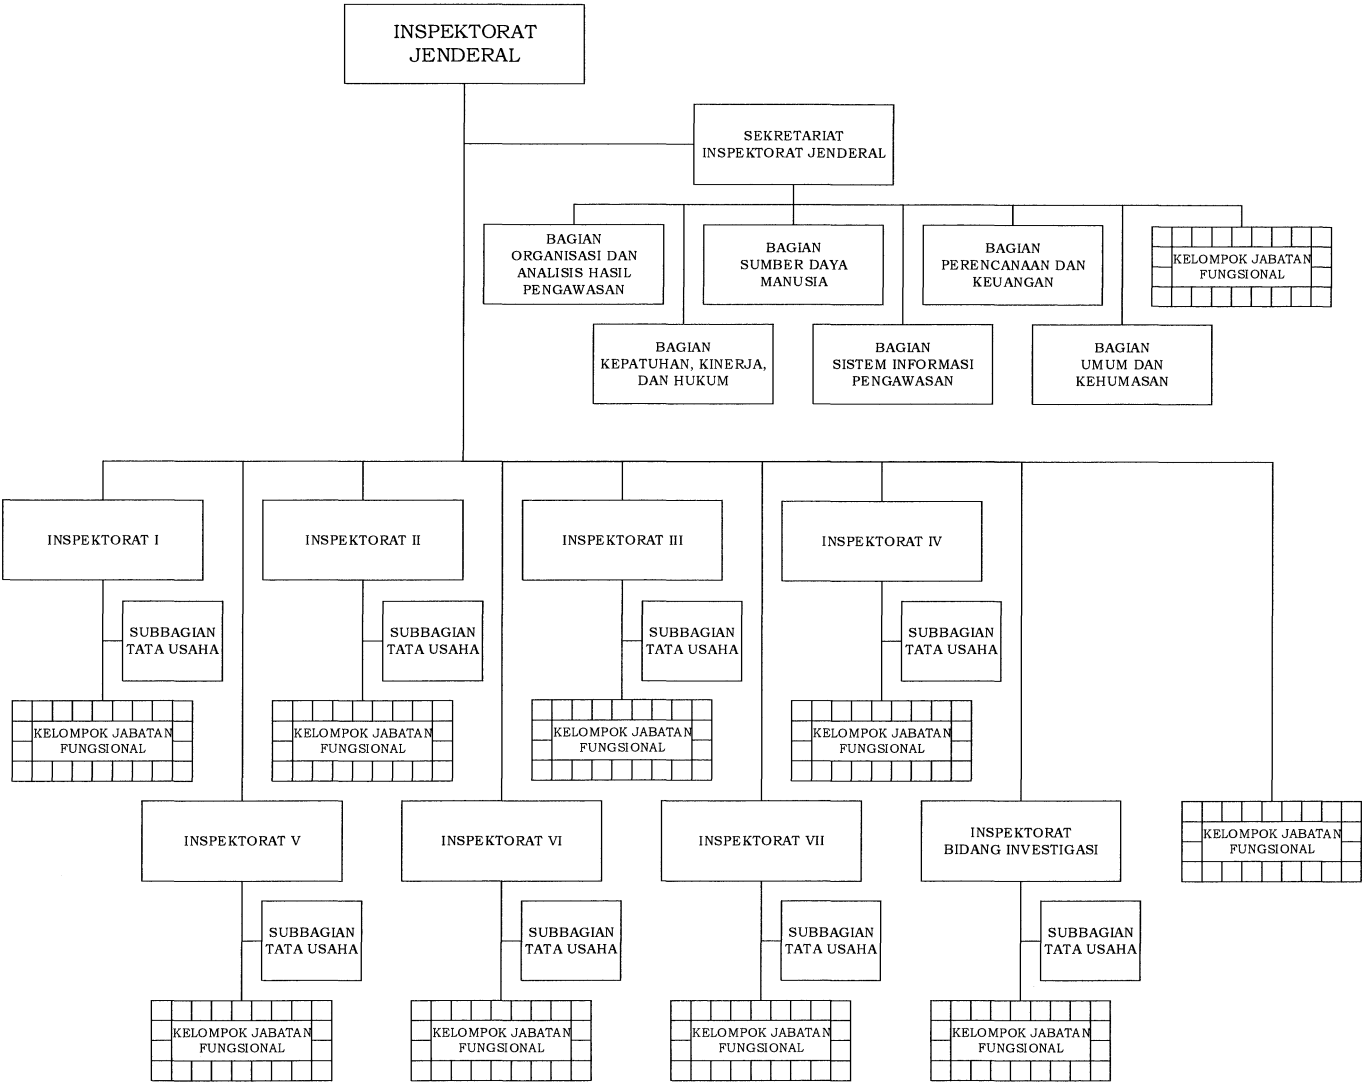 INSPEKTORAT
JENDERAL
SEKRETARIAT
INSPEKTORAT JENDERAL
BAGIAN
ORGANISASI DAN
ANALISIS HASIL
PENGAWASAN
BAGIAN
SUMBER DAYA
MANUSIA
BAGIAN
PERENCANAAN DAN
KEUANGAN
KELOMPOK JABATAN
FUNGSIONAL
BAGIAN
KEPATUHAN, KINERJA,
DAN HUKUM
BAGIAN
SISTEM INFORMASI
PENGAWASAN
BAGIAN
UMUM DAN
KEHUMASAN
INSPEKTORAT I
INSPEKTORAT II
INSPEKTORAT III
INSPEKTORAT IV
SUBBAGIAN
TATA USAHA
SUBBAGIAN
TATA USAHA
SUBBAGIAN
TATA USAHA
SUBBAGIAN
TATA USAHA
KELOMPOK JABATAN
FUNGSIONAL
KELOMPOK JABATAN
FUNGSIONAL
KELOMPOK JABATAN
FUNGSIONAL
KELOMPOK JABATAN
FUNGSIONAL
INSPEKTORAT V
INSPEKTORAT VI
INSPEKTORAT VII
INSPEKTORAT
BIDANG INVESTIGASI
KELOMPOK JABATAN
FUNGSIONAL
SUBBAGIAN
TATA USAHA
SUBBAGIAN
TATA USAHA
SUBBAGIAN
TATA USAHA
SUBBAGIAN
TATA USAHA
KELOMPOK JABATAN
FUNGSIONAL
KELOMPOK JABATAN
FUNGSIONAL
KELOMPOK JABATAN
FUNGSIONAL
KELOMPOK JABATAN
FUNGSIONAL